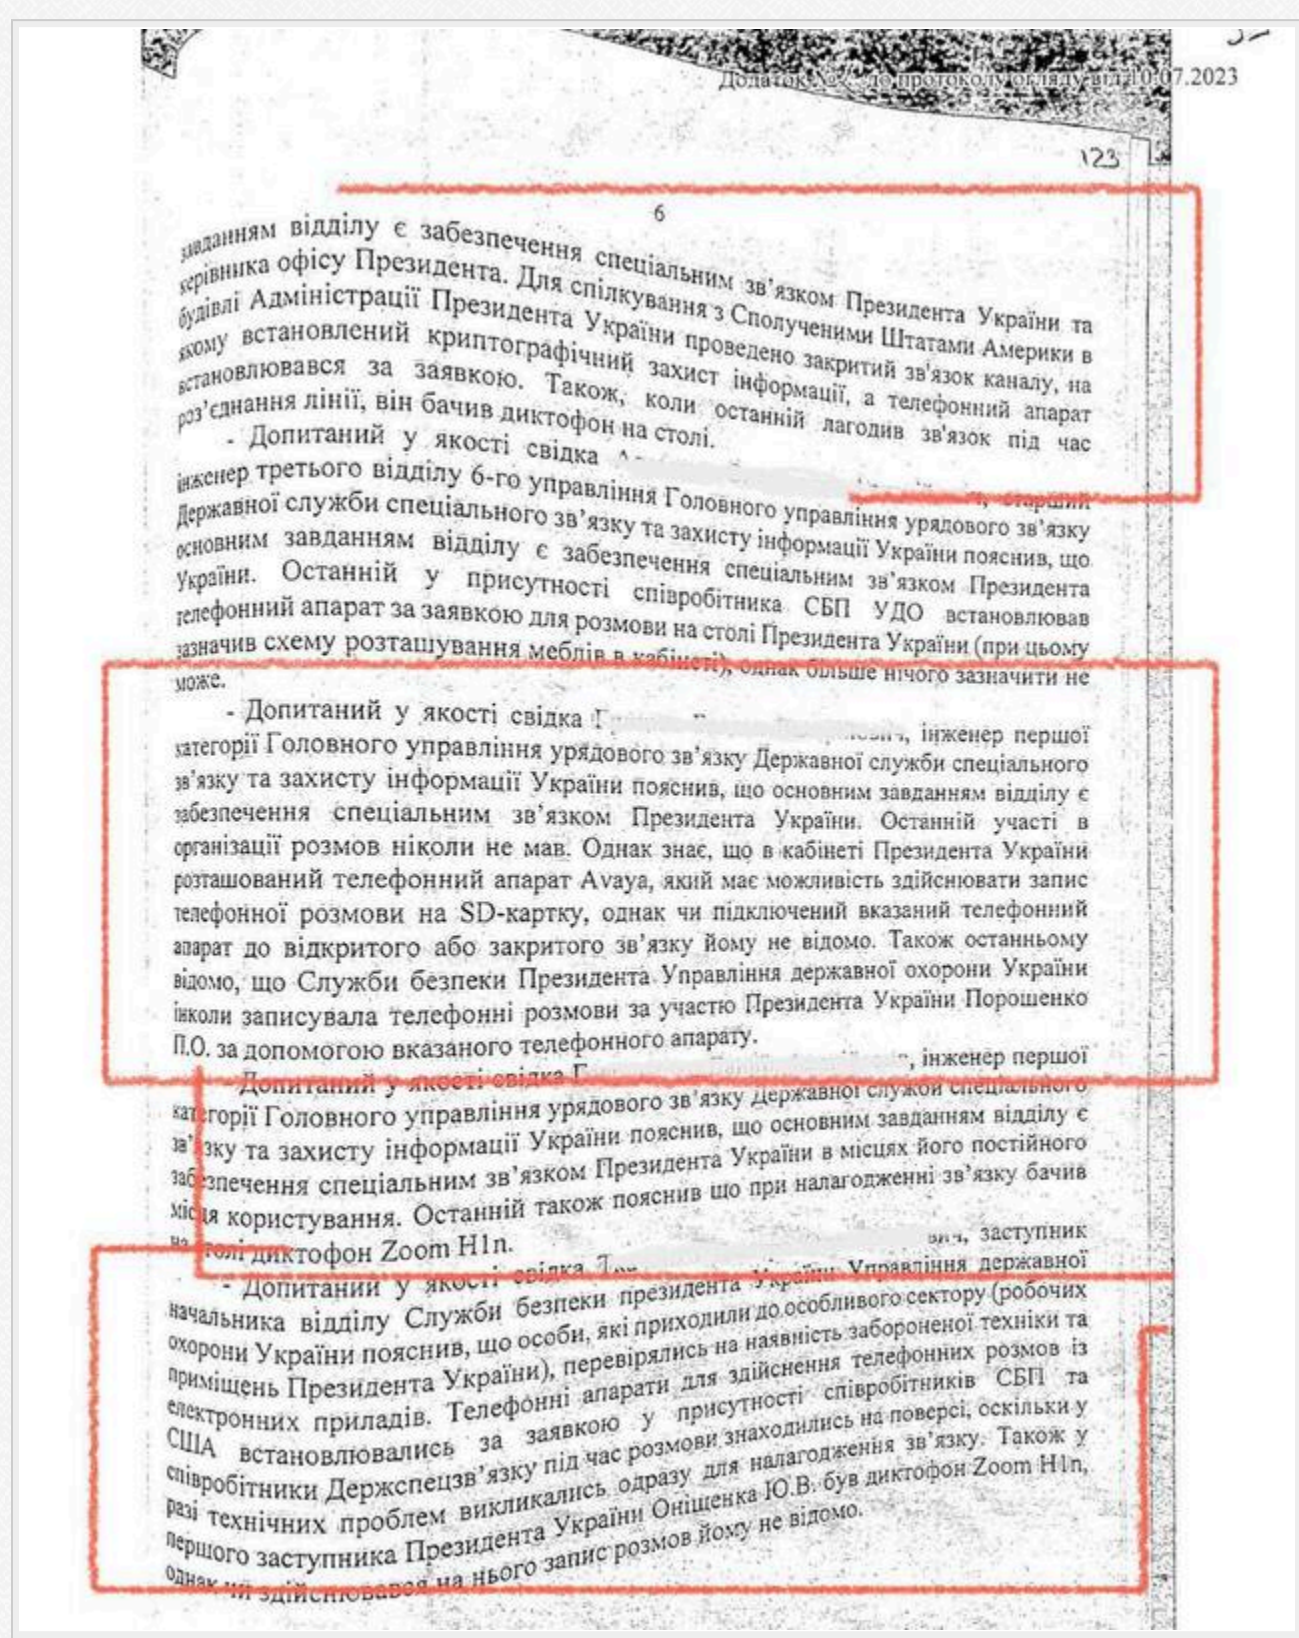 Додаток № до протоколу огляду від 10.07.2023
123
6
завданням відділу є забезпечення спеціальним зв’язком Президента України та
керівника офісу Президента. Для спілкування з Сполученими Штатами Америки в
будівлі Адміністрації Президента України проведено закритий зв'язок каналу, на
якому встановлений криптографічний захист інформації, а телефонний апарат
встановлювався за заявкою. Також, коли останній лагодив зв'язок під час
роз’єднання лінії, він бачив диктофон на столі.
- Допитаний у якості свідка старший
інженер третього відділу 6-го управління Головного управління урядового зв’язку
Державної служби спеціального зв’язку та захисту інформації України пояснив, що
основним завданням відділу є забезпечення спеціальним зв’язком Президента
України. Останній у присутності співробітника СБП УДО встановлював
телефонний апарат за заявкою для розмови на столі Президента України (при цьому
зазначив схему розташування меблів в кабінеті), однак більше нічого зазначити не
може.
- Допитаний у якості свідка інженер першої
категорії Головного управління урядового зв’язку Державної служби спеціального
зв’язку та захисту інформації України пояснив, що основним завданням відділу є
забезпечення спеціальним зв’язком Президента України. Останній участі в
організації розмов ніколи не мав. Однак знає, що в кабінеті Президента України
розташований телефонний апарат Avaya, який має можливість здійснювати запис
телефонної розмови на SD-картку, однак чи підключений вказаний телефонний
апарат до відкритого або закритого зв’язку йому не відомо. Також останньому
відомо, що Служби безпеки Президента Управління державної охорони України
інколи записувала телефонні розмови за участю Президента України Порошенко
П.О. за допомогою вказаного телефонного апарату.
- Допитаний у якості свідка Г , інженер першої
категорії Головного управління урядового зв’язку Державної служби спеціального
зв’язку та захисту інформації України пояснив, що основним завданням відділу є
забезпечення спеціальним зв’язком Президента України в місцях його постійного
місця користування. Останній також пояснив що при налагодженні зв’язку бачив
на столі диктофон Zoom H1n.
- Допитаний у якості свідка заступник
начальника відділу Служби безпеки президента України Управління державної
охорони України пояснив, що особи, які приходили до особливого сектору (робочих
приміщень Президента України), перевірялись на наявність забороненої техніки та
електронних приладів. Телефонні апарати для здійснення телефонних розмов із
США встановлювались за заявкою у присутності співробітників СБП та
співробітники Держспецзв’язку під час розмови знаходились на поверсі, оскільки у
разі технічних проблем викликались одразу для налагодження зв’язку. Також у
першого заступника Президента України Оніщенка Ю.В. був диктофон Zoom H1n,
однак чи здійснювався на нього запис розмов йому не відомо.